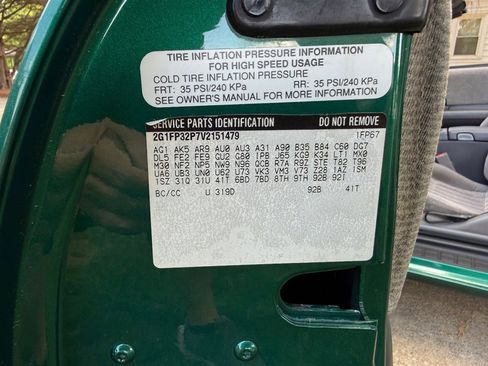 TIRE INFLATION PRESSURE INFORMATION
FOR HIGH SPEED USAGE
COLD TIRE INFLATION PRESSURE
FRT: 35 PSI/240 KPa RR: 35 PSI/240 KPa
SEE OWNER'S MANUAL FOR MORE INFORMATION
SERVICE PARTS IDENTIFICATION DO NOT REMOVE
2G1FP32P7V2151479 1FP67
AG1 AK5 AR9 AU0 AU3 A31 A90 B35 B84 C60 DG7
DL5 FE2 FE9 GU2 G80 IPB J65 KG9 K34 LT1 MX0
M30 NF2 NP5 NW9 N96 QCB R7A R9Z STE T82 T96
UA6 UB3 UN0 U62 U73 VK3 VM3 V73 Z28 1AZ 1SM
1SZ 31Q 31U 41T 6BD 7BD 8TH 9TH 92B 92I
BC/CC U 319D 92B 41T